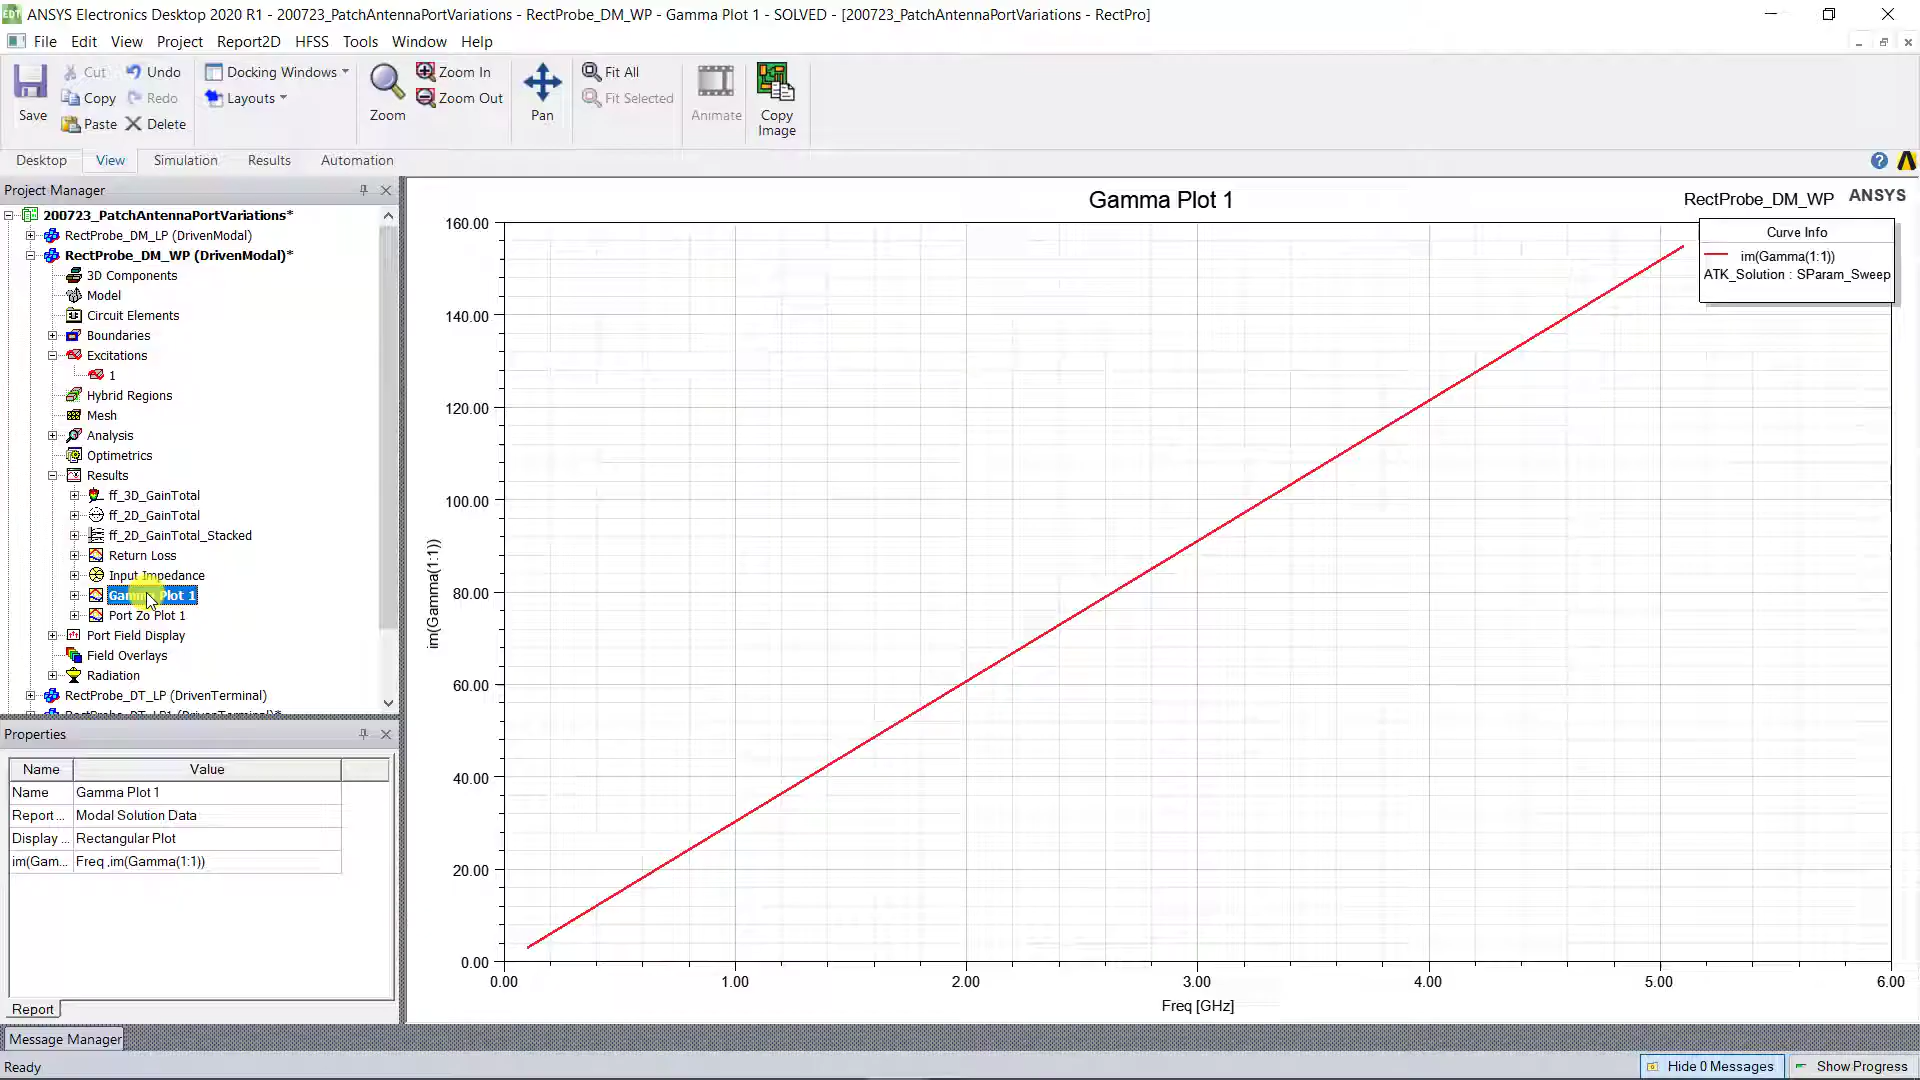 ANSYS Electronics Desktop 2020 R1 - 200723_PatchAntennaPortVariations - RectProbe_DM_WP - Gamma Plot 1 - SOLVED - [200723_PatchAntennaPortVariations - RectPro]
File Edit View Project Report2D HFSS Tools Window Help
Save
Cut
Copy
Paste
Undo
Redo
Delete
Docking Windows
Layouts
Zoom
Zoom In
Zoom Out
Pan
Fit All
Fit Selected
Animate
Copy
Image
Desktop View Simulation Results Automation
Project Manager
200723_PatchAntennaPortVariations*
RectProbe_DM_LP (DrivenModal)
RectProbe_DM_WP (DrivenModal)*
3D Components
Model
Circuit Elements
Boundaries
Excitations
1
Hybrid Regions
Mesh
Analysis
Optimetrics
Results
ff_3D_GainTotal
ff_2D_GainTotal
ff_2D_GainTotal_Stacked
Return Loss
Input Impedance
Gamma Plot 1
Port Zo Plot 1
Port Field Display
Field Overlays
Radiation
RectProbe_DT_LP (DrivenTerminal)
Properties
Name Value
Name Gamma Plot 1
Report... Modal Solution Data
Display ... Rectangular Plot
im(Gam... Freq ,im(Gamma(1:1))
Report
Gamma Plot 1
RectProbe_DM_WP ANSYS
Curve Info
im(Gamma(1:1))
ATK_Solution : SParam_Sweep
160.00
140.00
120.00
100.00
80.00
60.00
40.00
20.00
0.00
im(Gamma(1:1))
0.00 1.00 2.00 3.00 4.00 5.00 6.00
Freq [GHz]
Message Manager
Ready
Hide 0 Messages
Show Progress